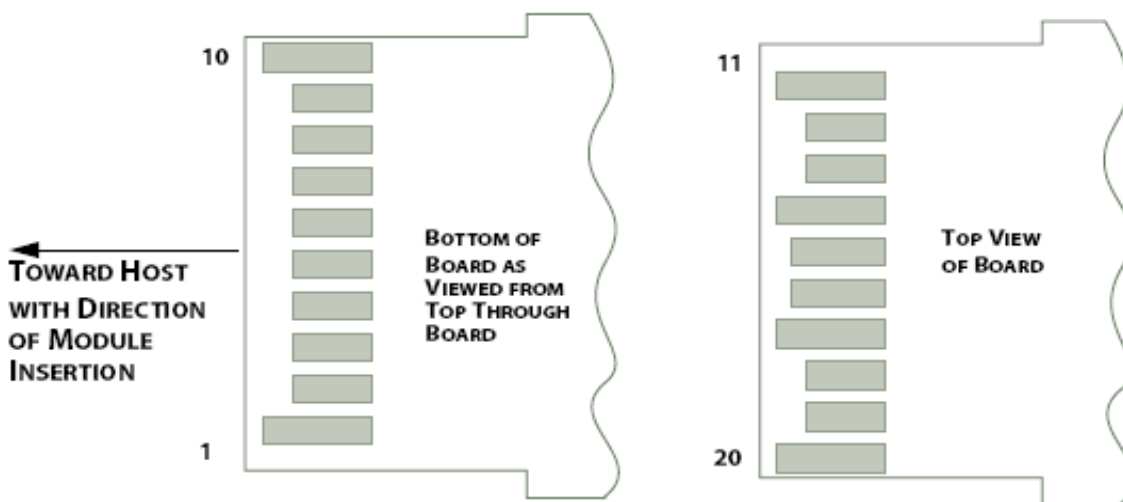 10
BOTTOM OF
BOARD AS
VIEWED FROM
TOP THROUGH
BOARD
TOWARD HOST
WITH DIRECTION
OF MODULE
INSERTION
1
11
TOP VIEW
OF BOARD
20